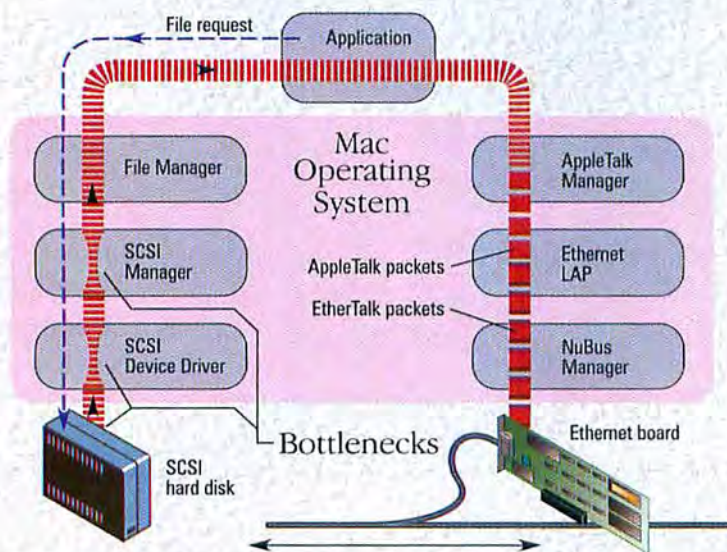 File request
Application
Mac
Operating
System
File Manager
AppleTalk
Manager
SCSI
Manager
AppleTalk packets
Ethernet
LAP
EtherTalk packets
SCSI
Device Driver
NuBus
Manager
Bottlenecks
Ethernet board
SCSI
hard disk